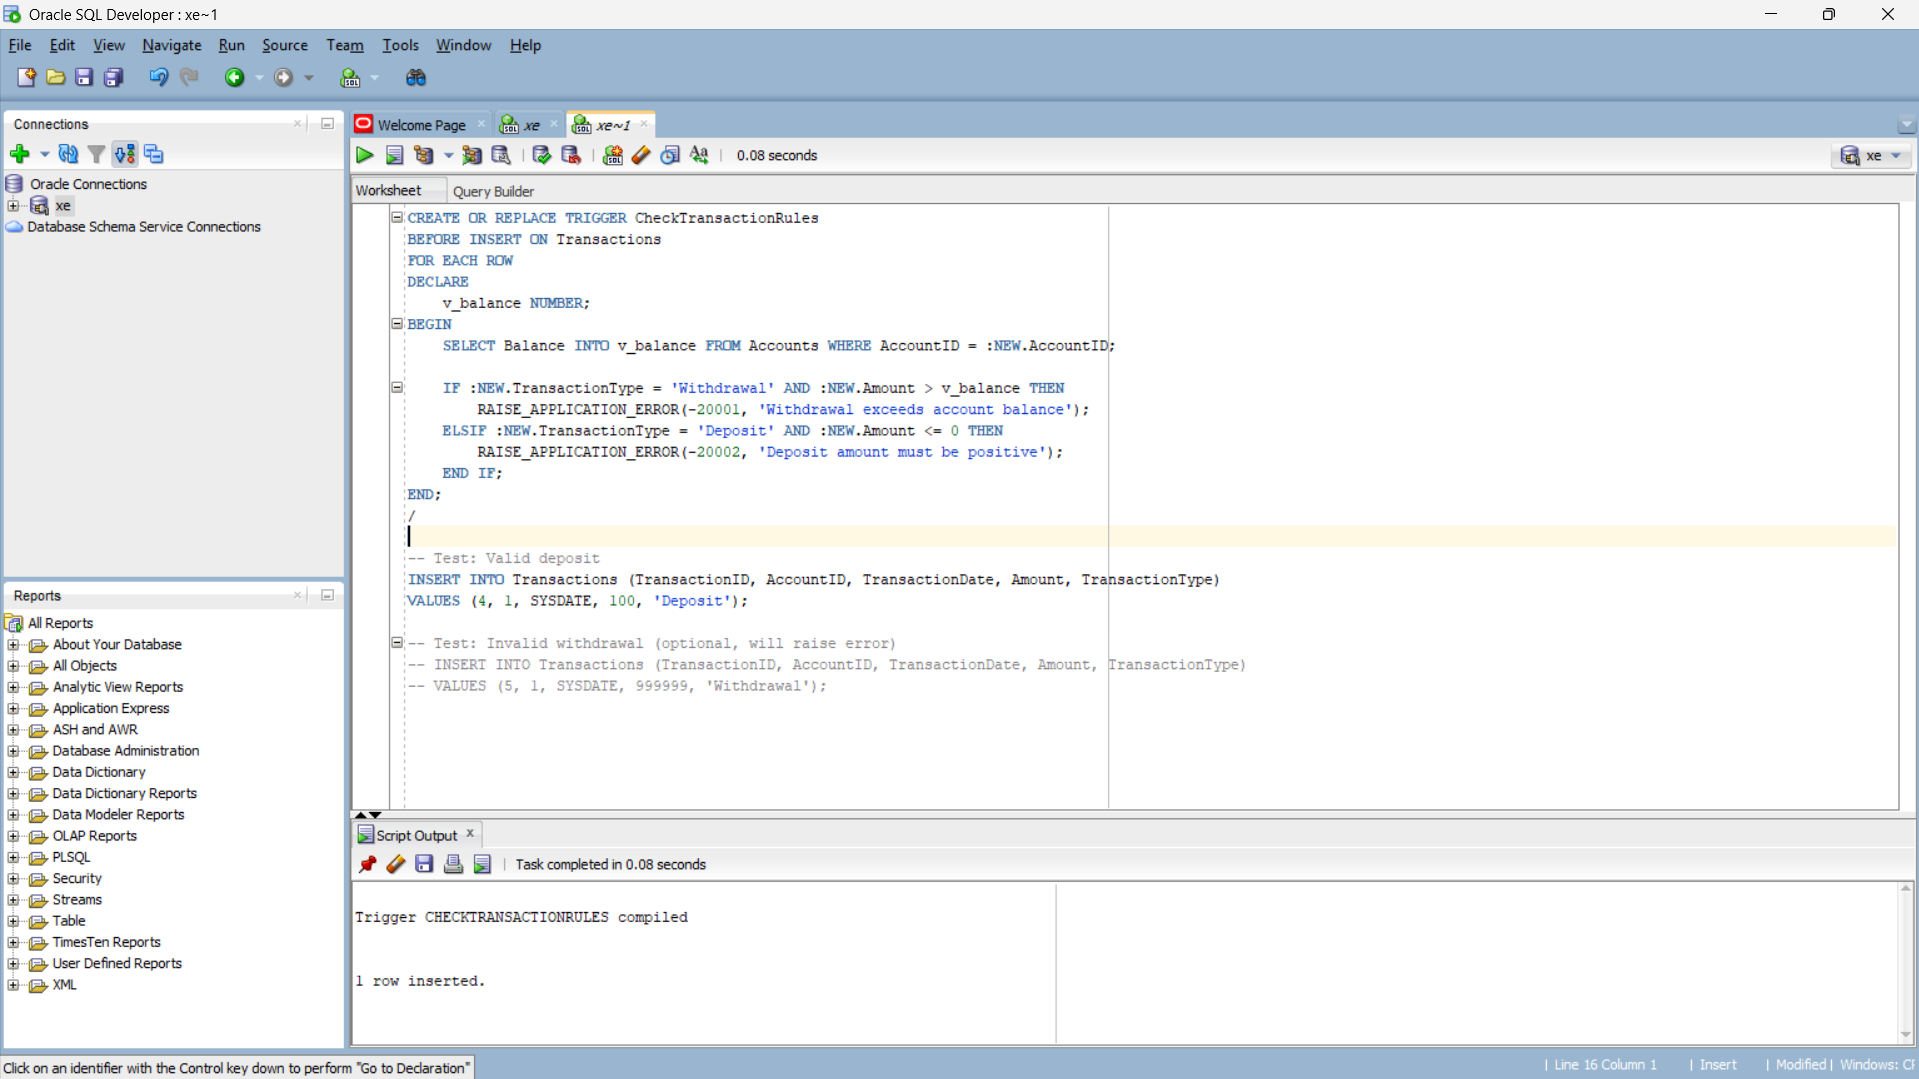 Oracle SQL Developer : xe~1
File Edit View Navigate Run Source Team Tools Window Help
Connections
Oracle Connections
xe
Database Schema Service Connections
Reports
All Reports
About Your Database
All Objects
Analytic View Reports
Application Express
ASH and AWR
Database Administration
Data Dictionary
Data Dictionary Reports
Data Modeler Reports
OLAP Reports
PLSQL
Security
Streams
Table
TimesTen Reports
User Defined Reports
XML
Welcome Page xe xe~1
0.08 seconds
xe
Worksheet Query Builder
CREATE OR REPLACE TRIGGER CheckTransactionRules
BEFORE INSERT ON Transactions
FOR EACH ROW
DECLARE
    v_balance NUMBER;
BEGIN
    SELECT Balance INTO v_balance FROM Accounts WHERE AccountID = :NEW.AccountID;
    IF :NEW.TransactionType = 'Withdrawal' AND :NEW.Amount > v_balance THEN
        RAISE_APPLICATION_ERROR(-20001, 'Withdrawal exceeds account balance');
    ELSIF :NEW.TransactionType = 'Deposit' AND :NEW.Amount <= 0 THEN
        RAISE_APPLICATION_ERROR(-20002, 'Deposit amount must be positive');
    END IF;
END;
/
-- Test: Valid deposit
INSERT INTO Transactions (TransactionID, AccountID, TransactionDate, Amount, TransactionType)
VALUES (4, 1, SYSDATE, 100, 'Deposit');
-- Test: Invalid withdrawal (optional, will raise error)
-- INSERT INTO Transactions (TransactionID, AccountID, TransactionDate, Amount, TransactionType)
-- VALUES (5, 1, SYSDATE, 999999, 'Withdrawal');
Script Output
Task completed in 0.08 seconds
Trigger CHECKTRANSACTIONRULES compiled
1 row inserted.
Click on an identifier with the Control key down to perform "Go to Declaration"
Line 16 Column 1 | Insert | Modified | Windows: